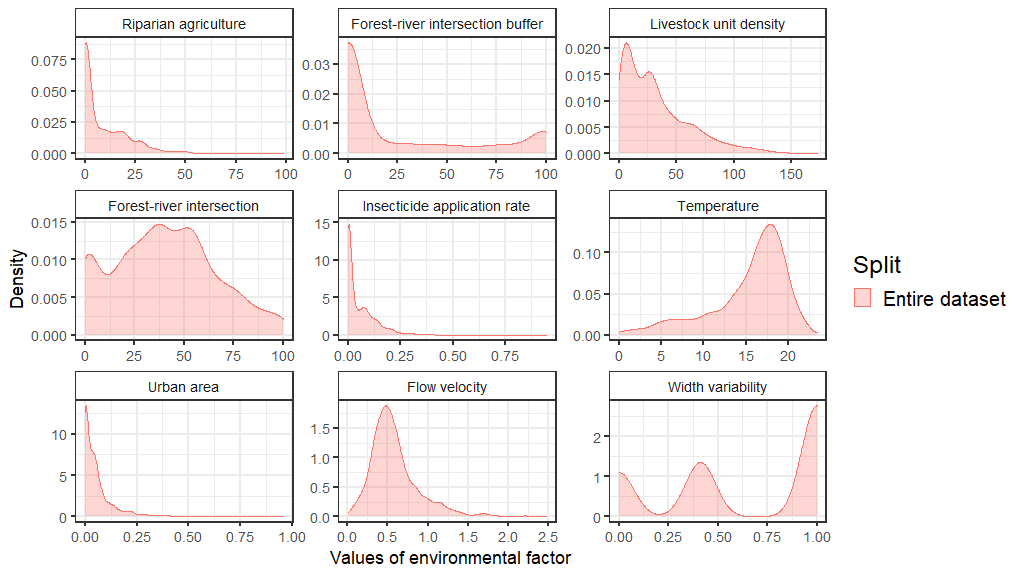 Riparian agriculture
Forest-river intersection buffer
Livestock unit density
0.075
0.050
0.025
0.000
0 25 50 75 100
0.03
0.02
0.01
0.00
0 25 50 75 100
0.020
0.015
0.010
0.005
0.000
0 50 100 150
Forest-river intersection
Insecticide application rate
Temperature
0.015
0.010
0.005
0.000
0 25 50 75 100
15
10
5
0
0.00 0.25 0.50 0.75
0.10
0.05
0.00
0 5 10 15 20
Urban area
Flow velocity
Width variability
10
5
0
0.00 0.25 0.50 0.75 1.00
1.5
1.0
0.5
0.0
0.0 0.5 1.0 1.5 2.0 2.5
2
1
0
0.00 0.25 0.50 0.75 1.00
Density
Values of environmental factor
Split
Entire dataset